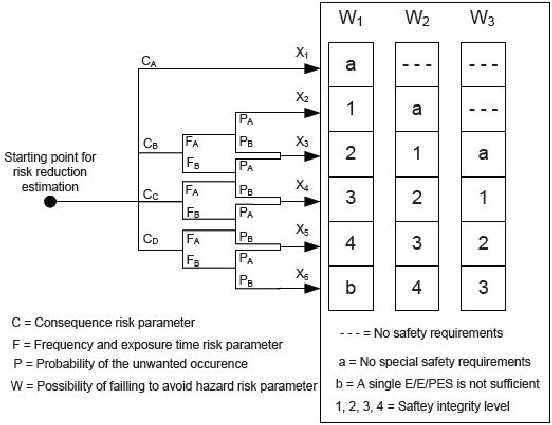 W1 W2 W3
CA X1 a - - - - - -
X2 1 a - - -
PA
CB FA PB X3 2 1 a
FB PA
Starting point for
risk reduction
estimation
CC FA PB X4 3 2 1
FB PA
CD FA PB X5 4 3 2
FB PA
PB X6 b 4 3
C = Consequence risk parameter
F = Frequency and exposure time risk parameter
P = Probability of the unwanted occurence
W = Possibility of failling to avoid hazard risk parameter
- - - = No safety requirements
a = No special safety requirements
b = A single E/E/PES is not sufficient
1, 2, 3, 4 = Saftey integrity level